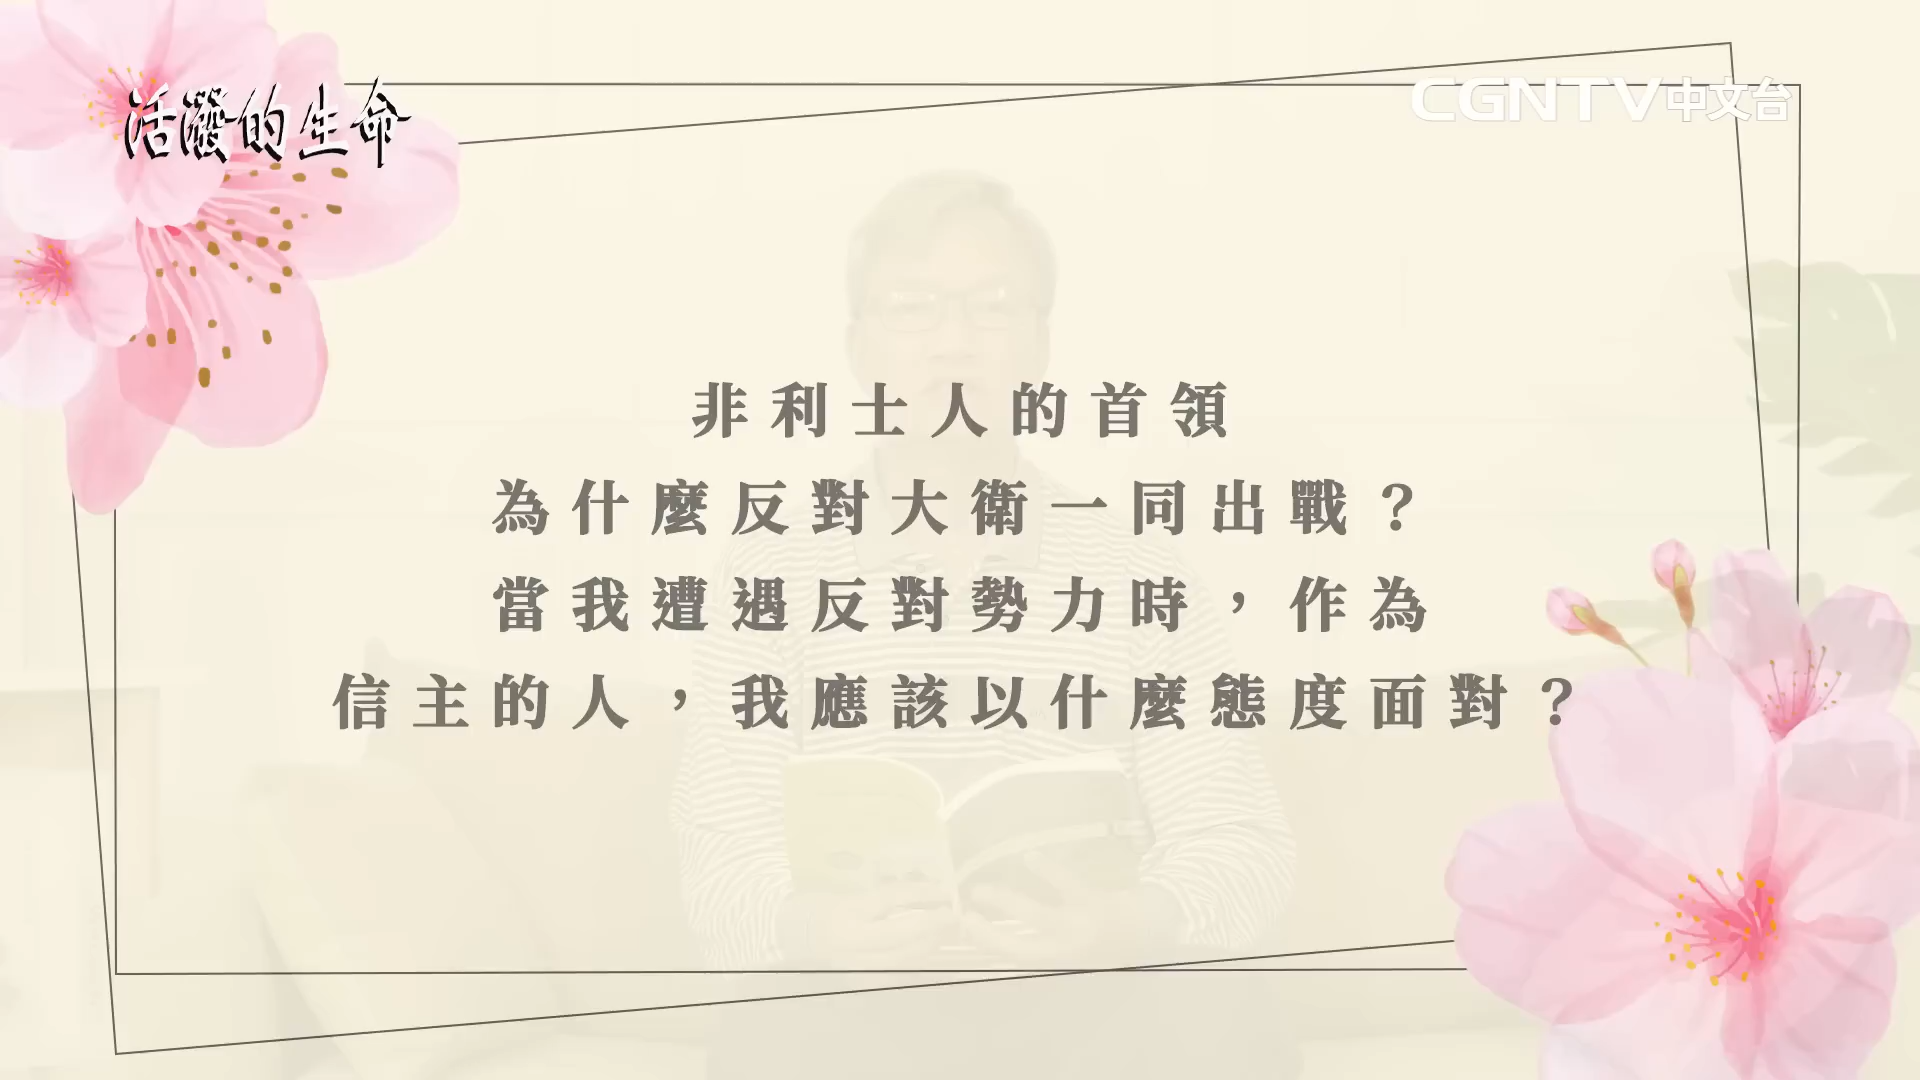 活潑的生命
CGNTV中文台
非利士人的首領
為什麼反對大衛一同出戰？
當我遭遇反對勢力時，作為
信主的人，我應該以什麼態度面對？